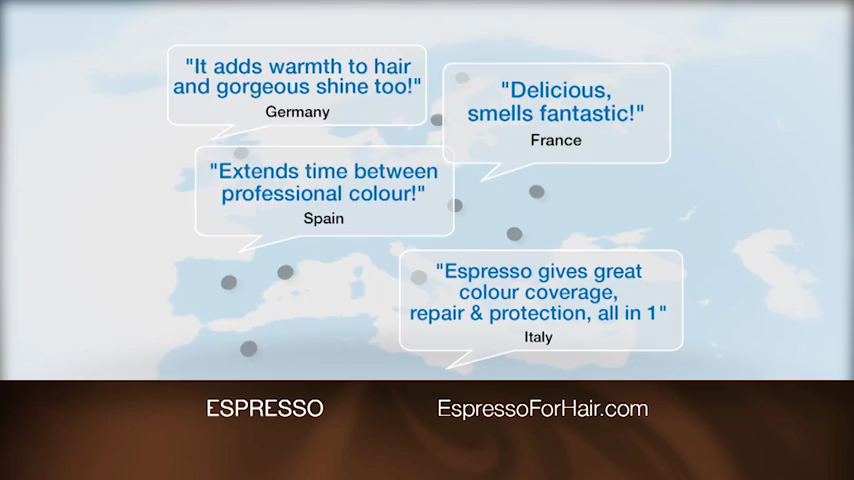 "It adds warmth to hair
and gorgeous shine too!"
Germany
"Delicious,
smells fantastic!"
France
"Extends time between
professional colour!"
Spain
"Espresso gives great
colour coverage,
repair & protection, all in 1"
Italy
ESPRESSO
EspressoForHair.com